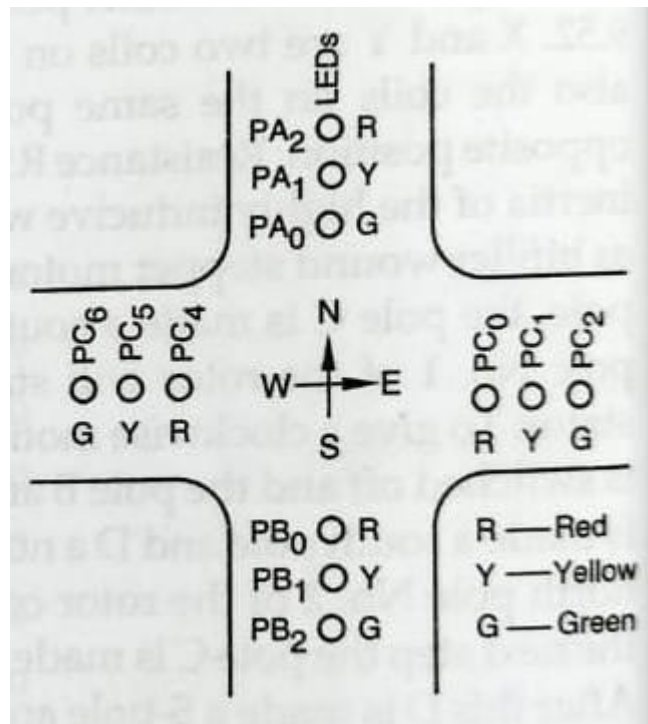 LEDs
PA2 R
PA1 Y
PA0 G
PC6 PC5 PC4
G Y R
N
W E
S
PC0 PC1 PC2
R Y G
PB0 R
PB1 Y
PB2 G
R — Red
Y — Yellow
G — Green